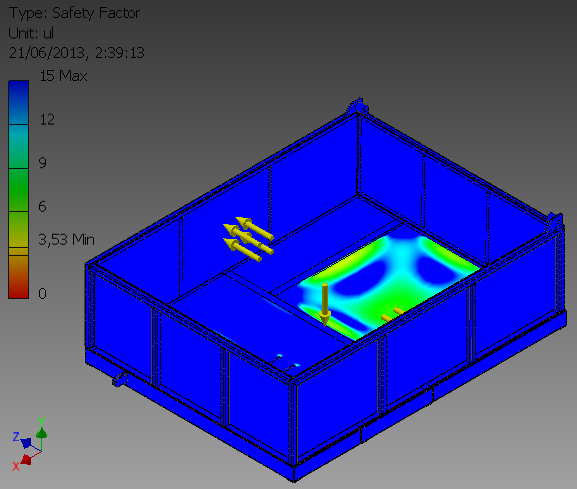 Type: Safety Factor
Unit: ul
21/06/2013, 2:39:13
15 Max
12
9
6
3,53 Min
0
Y
Z
X